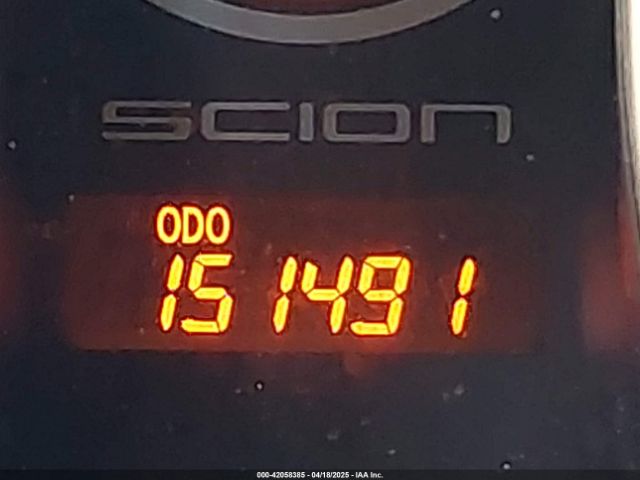 SCION
ODO
151491
000-42058385 - 04/18/2025 - IAA Inc.